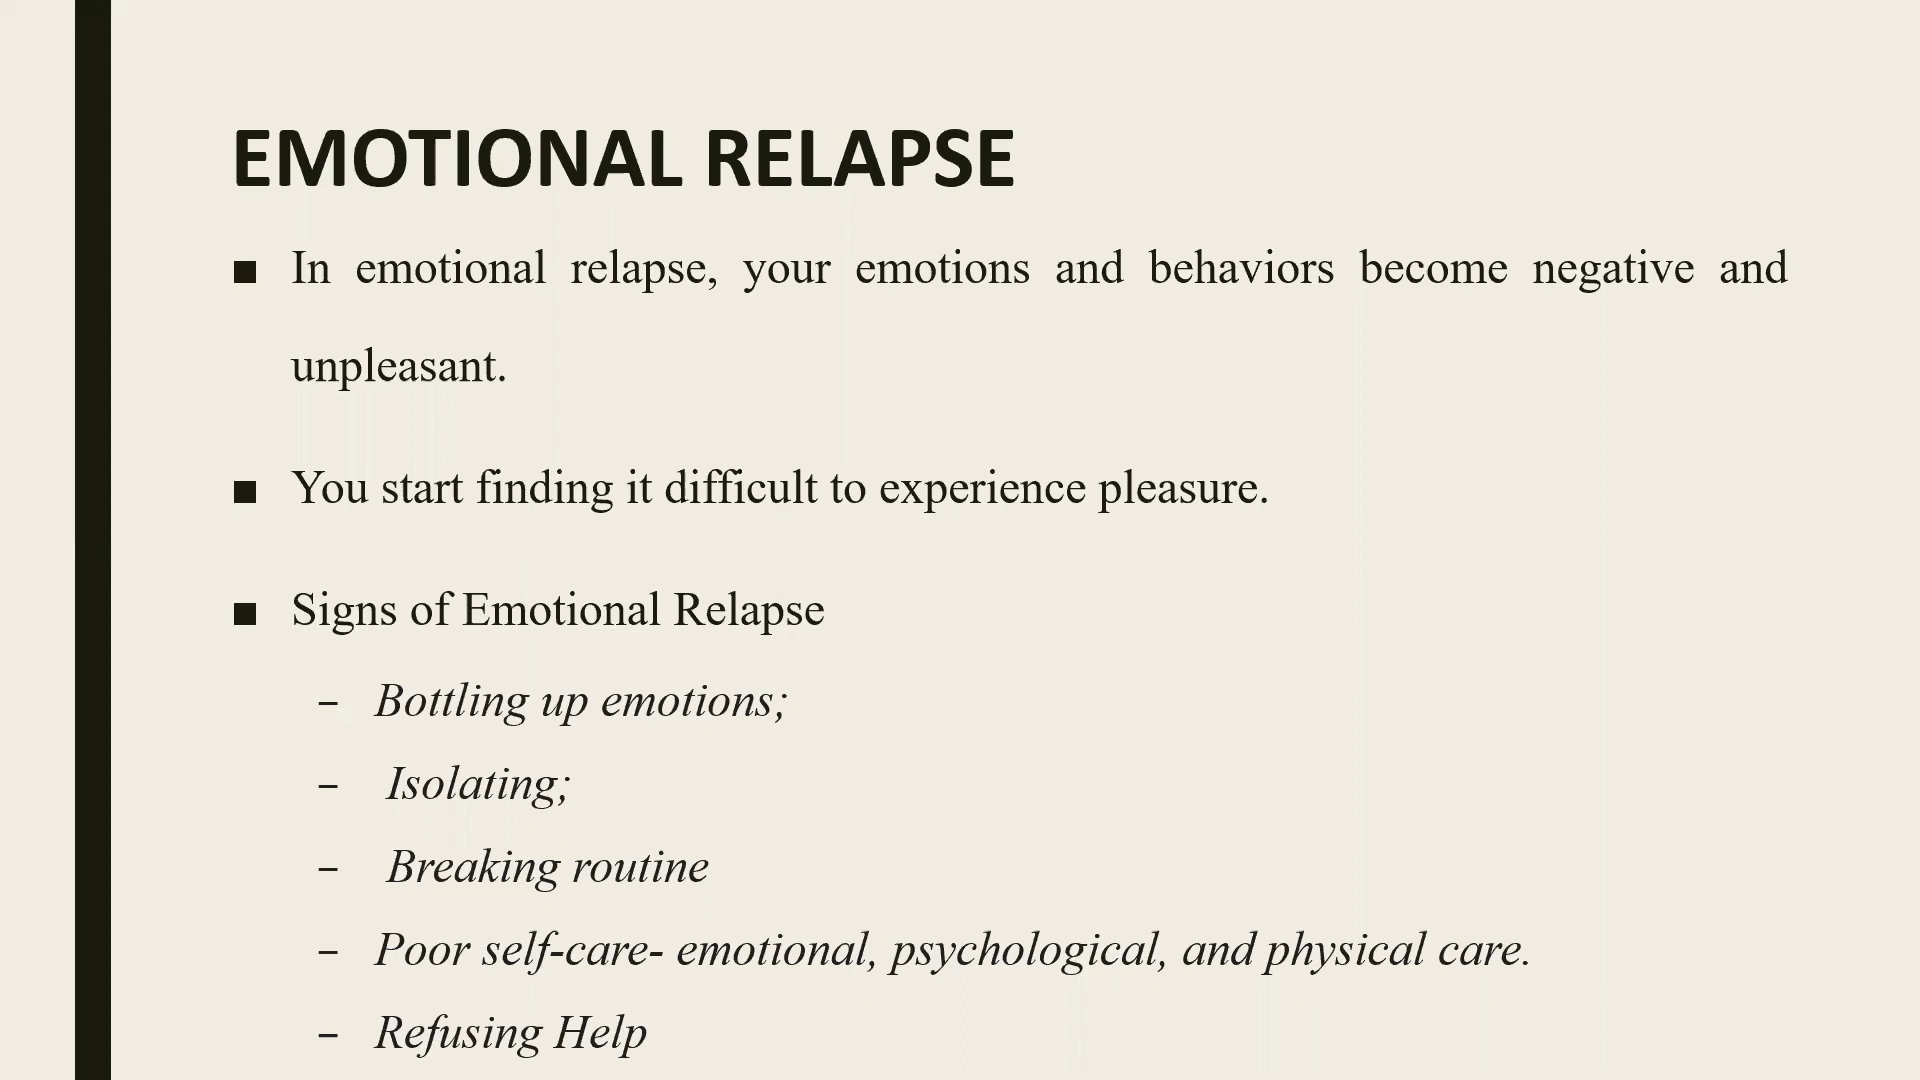 EMOTIONAL RELAPSE
■ In emotional relapse, your emotions and behaviors become negative and
unpleasant.
■ You start finding it difficult to experience pleasure.
■ Signs of Emotional Relapse
– Bottling up emotions;
– Isolating;
– Breaking routine
– Poor self-care- emotional, psychological, and physical care.
– Refusing Help